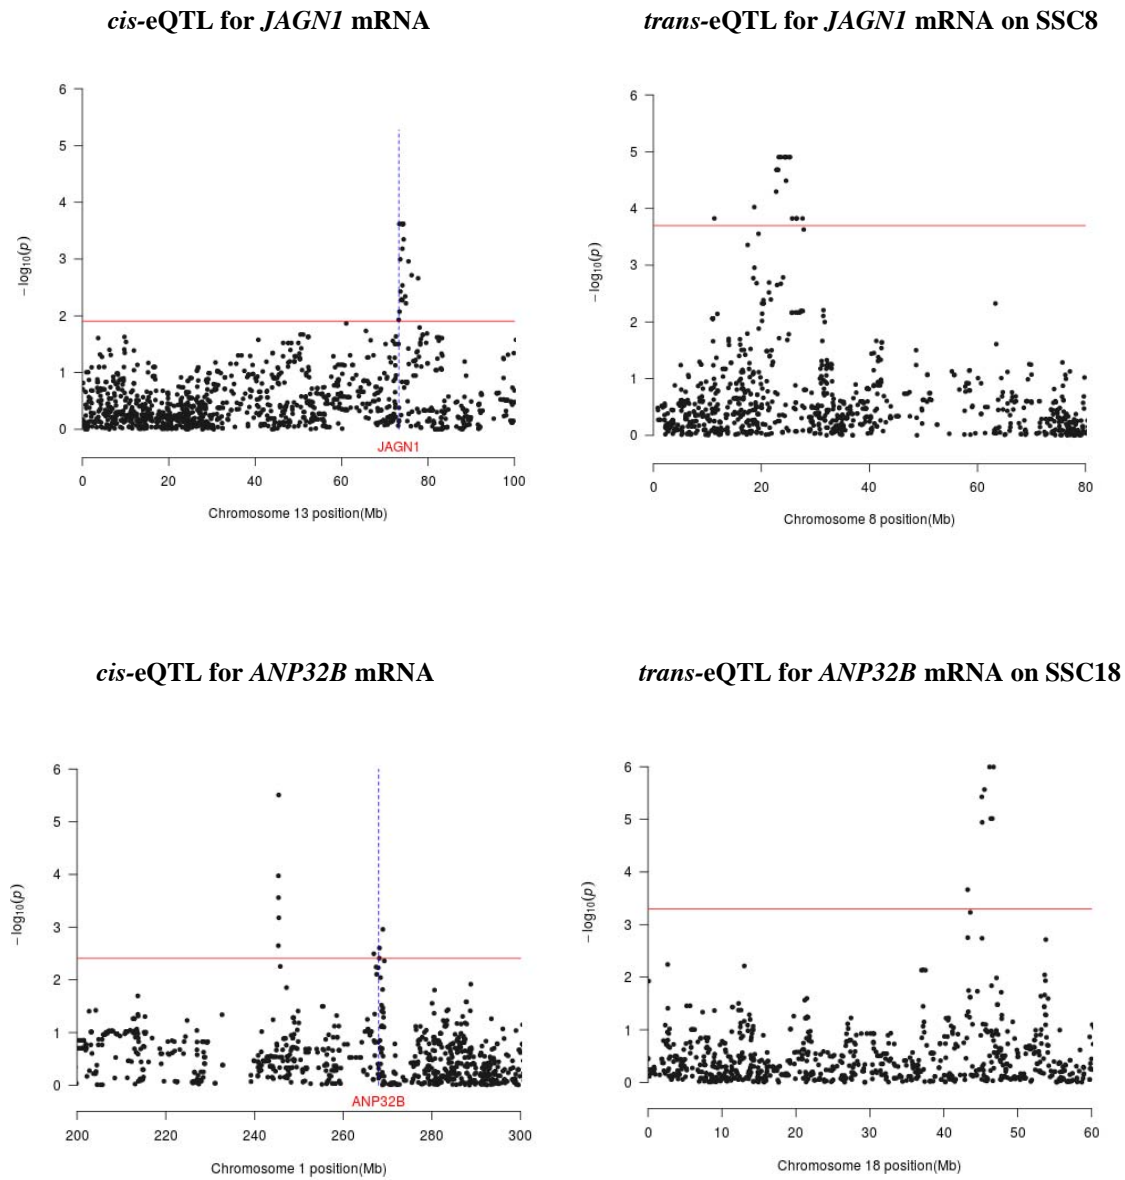 cis-eQTL for JAGN1 mRNA
trans-eQTL for JAGN1 mRNA on SSC8
6
5
4
3
2
1
0
− log10(p)
JAGN1
0 20 40 60 80 100
Chromosome 13 position(Mb)
6
5
4
3
2
1
0
− log10(p)
0 20 40 60 80
Chromosome 8 position(Mb)
cis-eQTL for ANP32B mRNA
trans-eQTL for ANP32B mRNA on SSC18
6
5
4
3
2
1
0
− log10(p)
ANP32B
200 220 240 260 280 300
Chromosome 1 position(Mb)
6
5
4
3
2
1
0
− log10(p)
0 10 20 30 40 50 60
Chromosome 18 position(Mb)